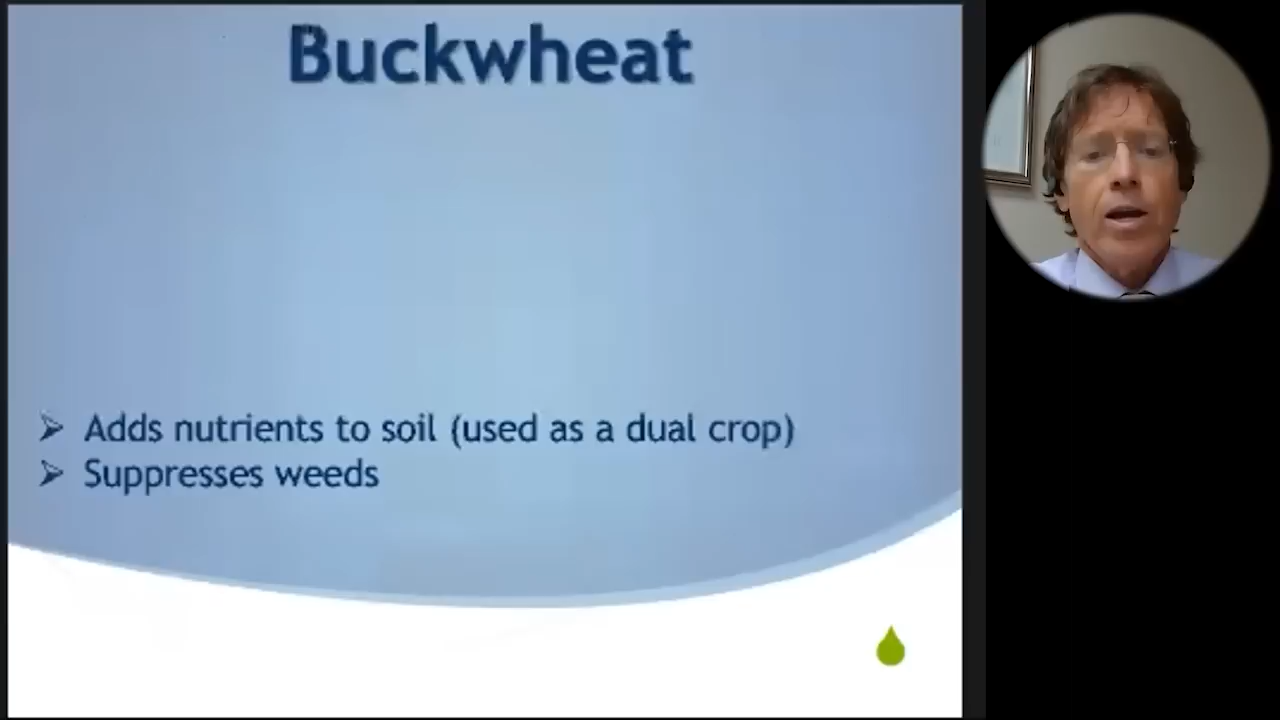 Buckwheat
➢ Adds nutrients to soil (used as a dual crop)
➢ Suppresses weeds